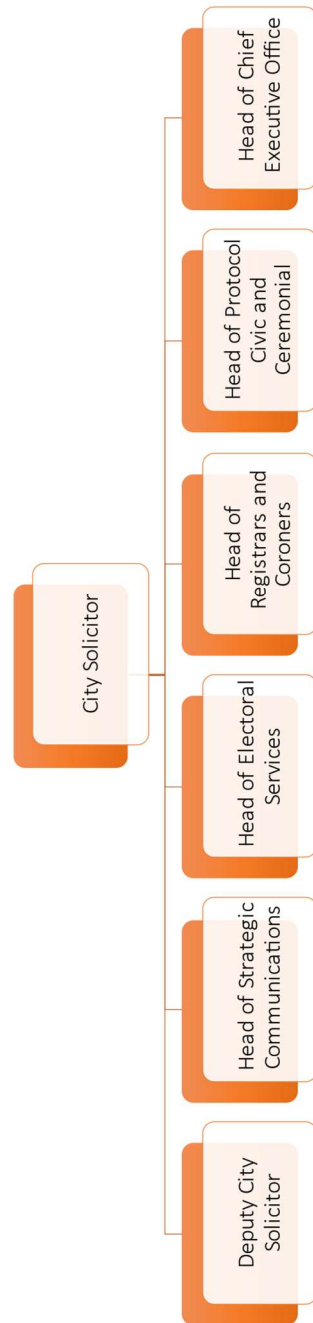 City Solicitor
Deputy City
Solicitor
Head of Strategic
Communications
Head of Electoral
Services
Head of
Registrars and
Coroners
Head of Protocol
Civic and
Ceremonial
Head of Chief
Executive Office